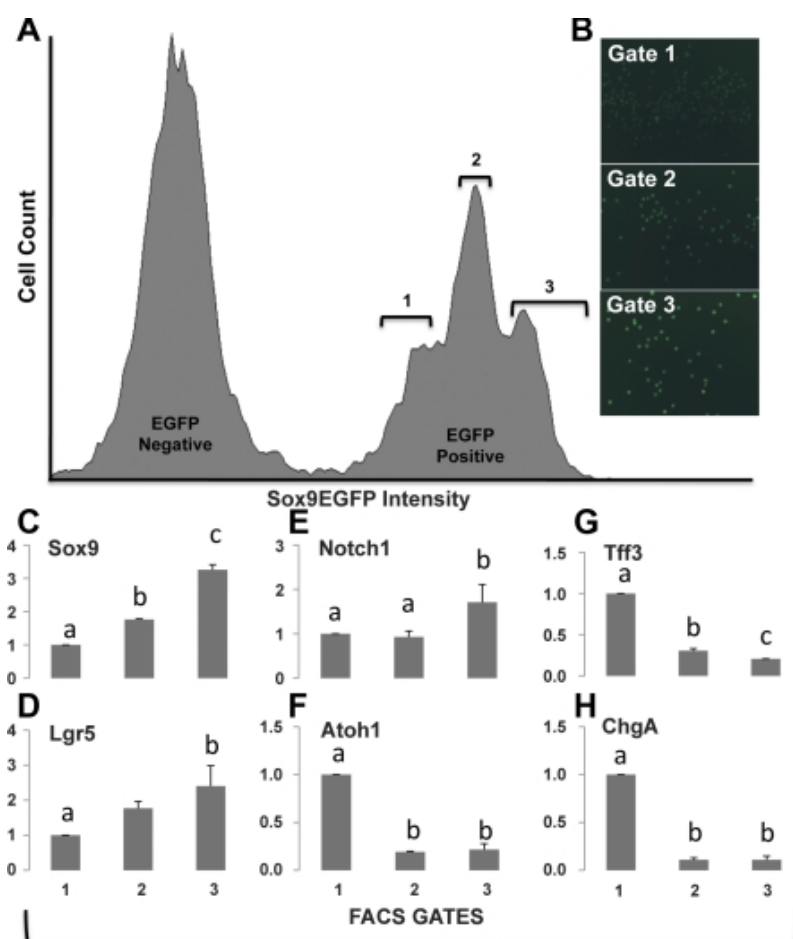 A
B
Gate 1
Gate 2
Gate 3
Cell Count
1
2
3
EGFP
Negative
EGFP
Positive
Sox9EGFP Intensity
C
Sox9
4
3
2
1
0
a
b
c
E
Notch1
3
2
1
0
a
a
b
G
Tff3
1.5
1.0
0.5
0.0
a
b
c
D
Lgr5
4
3
2
1
0
a
b
1
2
3
F
Atoh1
1.5
1.0
0.5
0.0
a
b
b
1
2
3
H
ChgA
1.5
1.0
0.5
0.0
a
b
b
1
2
3
FACS GATES